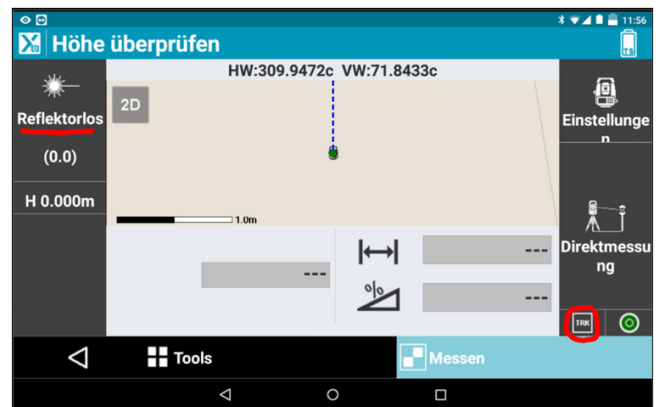 11:56
Xu Höhe überprüfen
T.S
HW:309.9472c VW:71.8433c
Reflektorlos
(0.0)
H 0.000m
2D
1.0m
---
---
%
---
Einstellunge
n
Direktmessu
ng
TRK
Tools
Messen